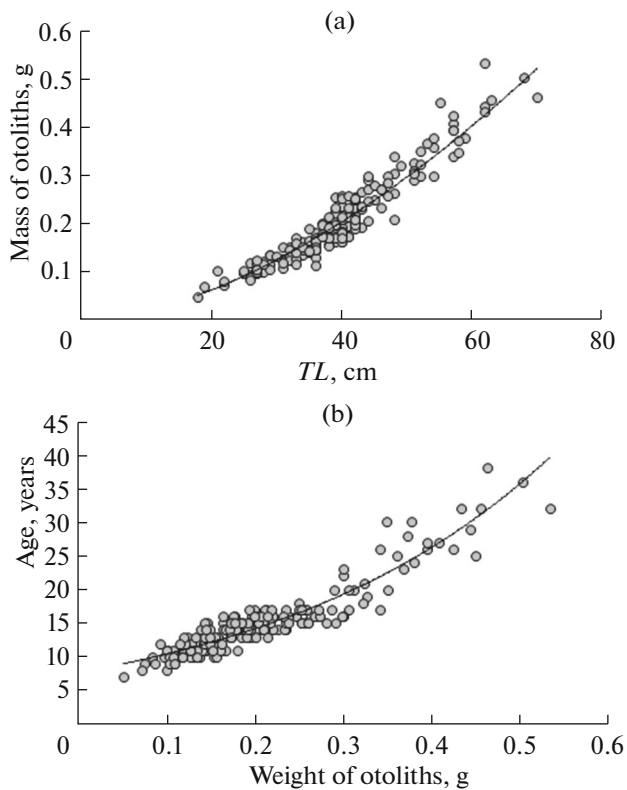 (a)
Mass of otoliths, g
0.6
0.5
0.4
0.3
0.2
0.1
0 20 40 60 80
TL, cm
(b)
Age, years
45
40
35
30
25
20
15
10
5
0 0.1 0.2 0.3 0.4 0.5 0.6
Weight of otoliths, g